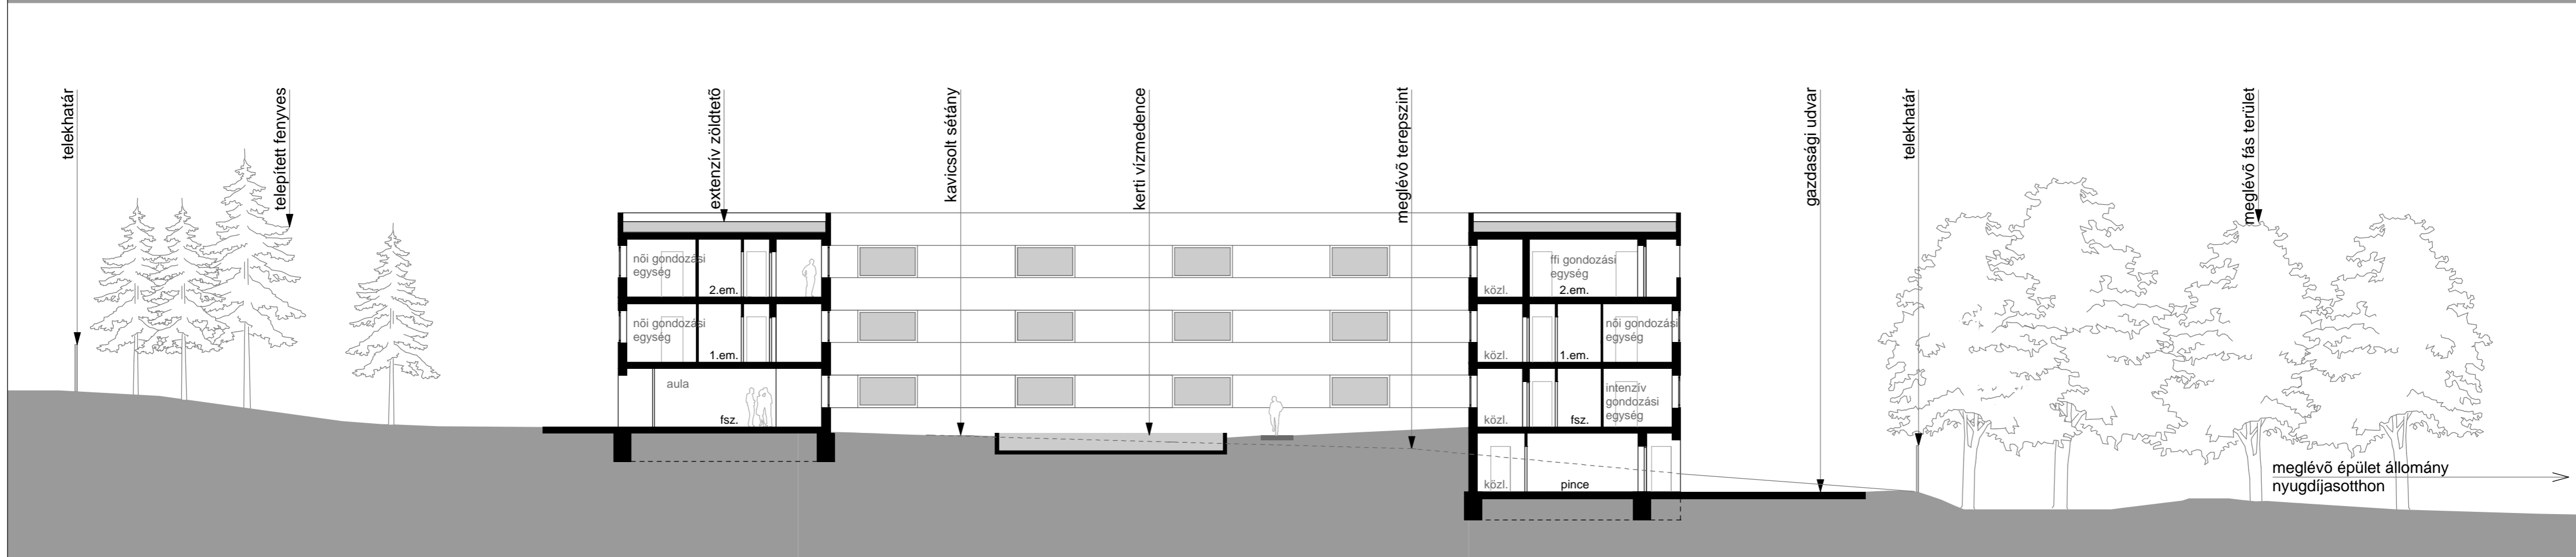 telekhatár
telepített fenyves
extenzív zöldtetõ
kavicsolt sétány
kerti vízmedence
meglévõ terepszint
gazdasági udvar
telekhatár
meglévõ fás terület
nõi gondozási
egység
2.em.
nõi gondozási
egység
1.em.
aula
fsz.
ffi gondozási
egység
közl.
2.em.
nõi gondozási
egység
közl.
1.em.
intenzív
gondozási
egység
közl.
fsz.
közl.
pince
meglévõ épület állomány
nyugdíjasotthon